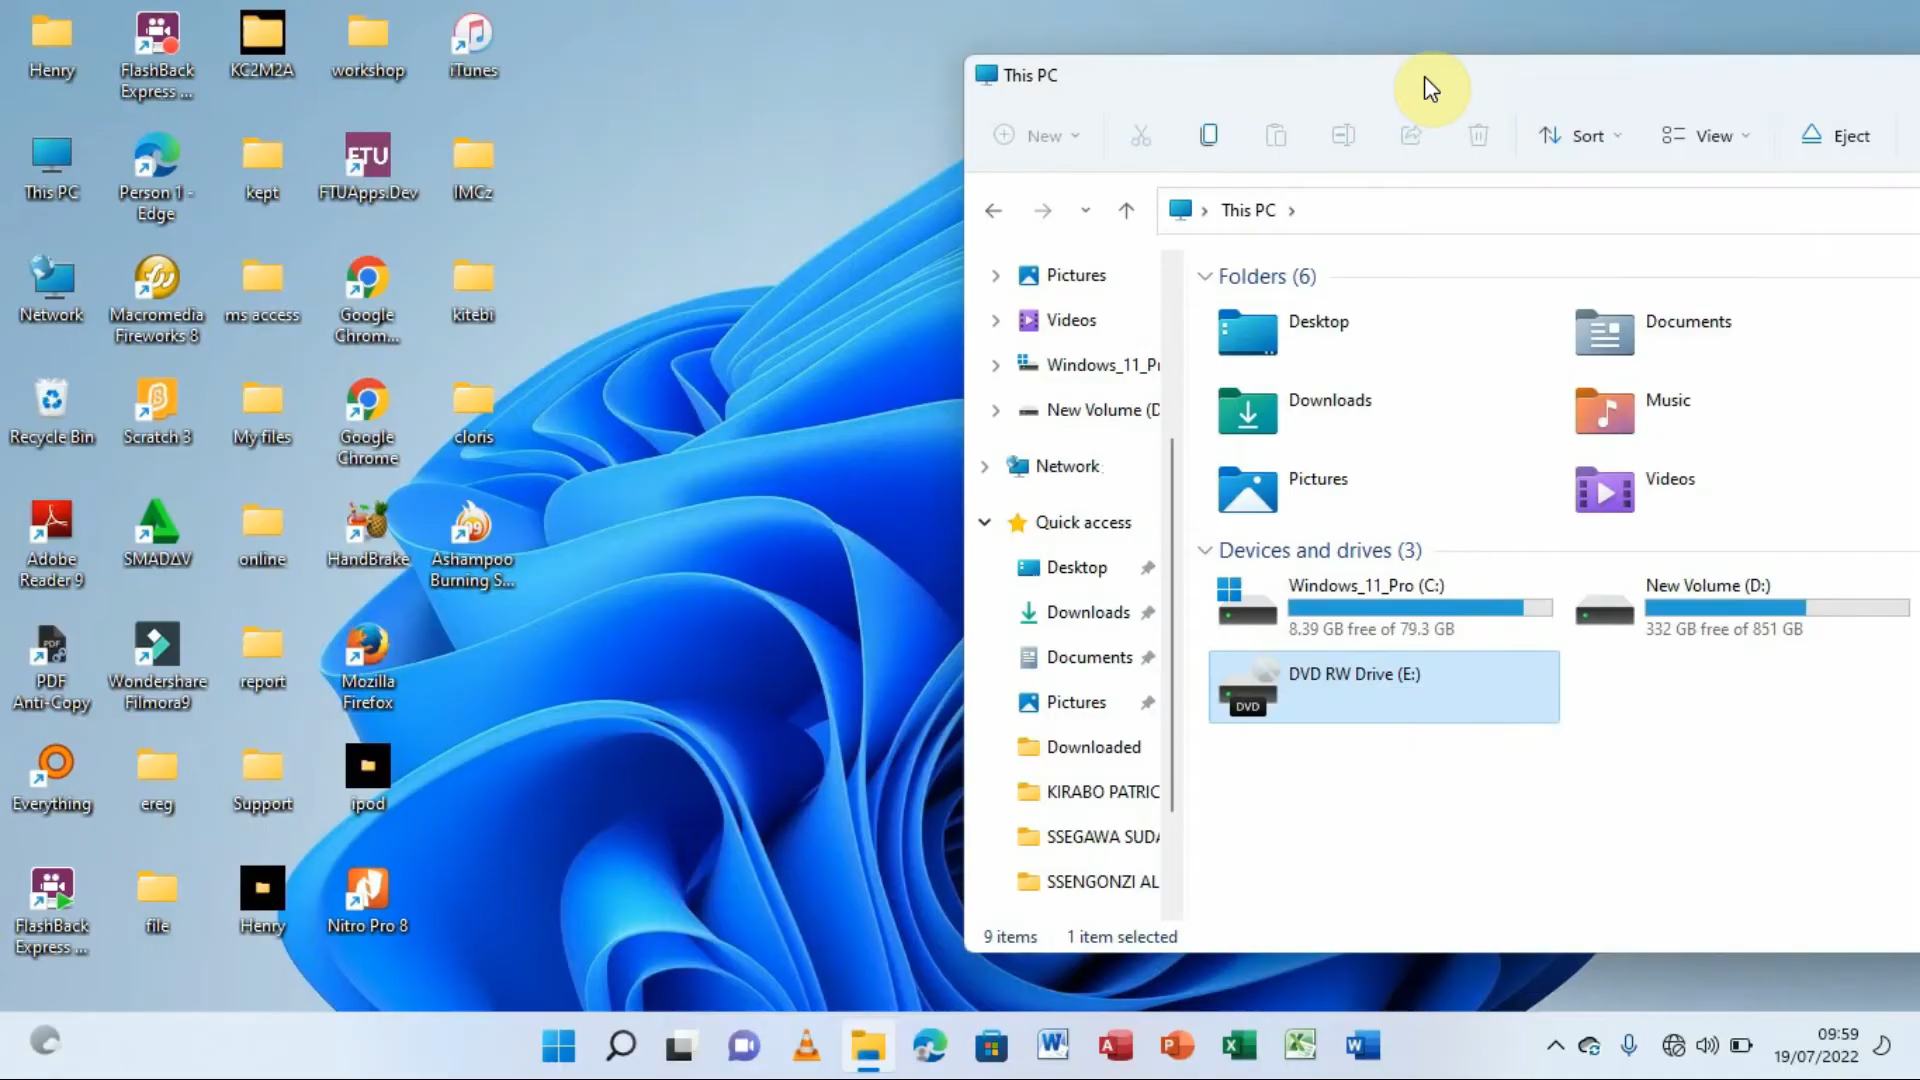 Henry
FlashBack
Express ...
KC2M2A
workshop
iTunes
This PC
Person 1 -
Edge
kept
FTU
FTUApps.Dev
IMCz
Network
Macromedia
Fireworks 8
ms access
Google
Chrom...
kitebi
Recycle Bin
Scratch 3
My files
Google
Chrome
cloris
Adobe
Reader 9
SMADΔV
online
HandBrake
Ashampoo
Burning S...
PDF
PDF
Anti-Copy
Wondershare
Filmora9
report
Mozilla
Firefox
Everything
ereg
Support
ipod
FlashBack
Express ...
file
Henry
Nitro Pro 8
This PC
New
Sort
View
Eject
This PC
Pictures
Videos
Windows_11_Pr
New Volume (D
Network
Quick access
Desktop
Downloads
Documents
Pictures
Downloaded
KIRABO PATRIC
SSEGAWA SUDA
SSENGONZI AL
Folders (6)
Desktop
Documents
Downloads
Music
Pictures
Videos
Devices and drives (3)
Windows_11_Pro (C:)
8.39 GB free of 79.3 GB
New Volume (D:)
332 GB free of 851 GB
DVD RW Drive (E:)
DVD
9 items
1 item selected
09:59
19/07/2022